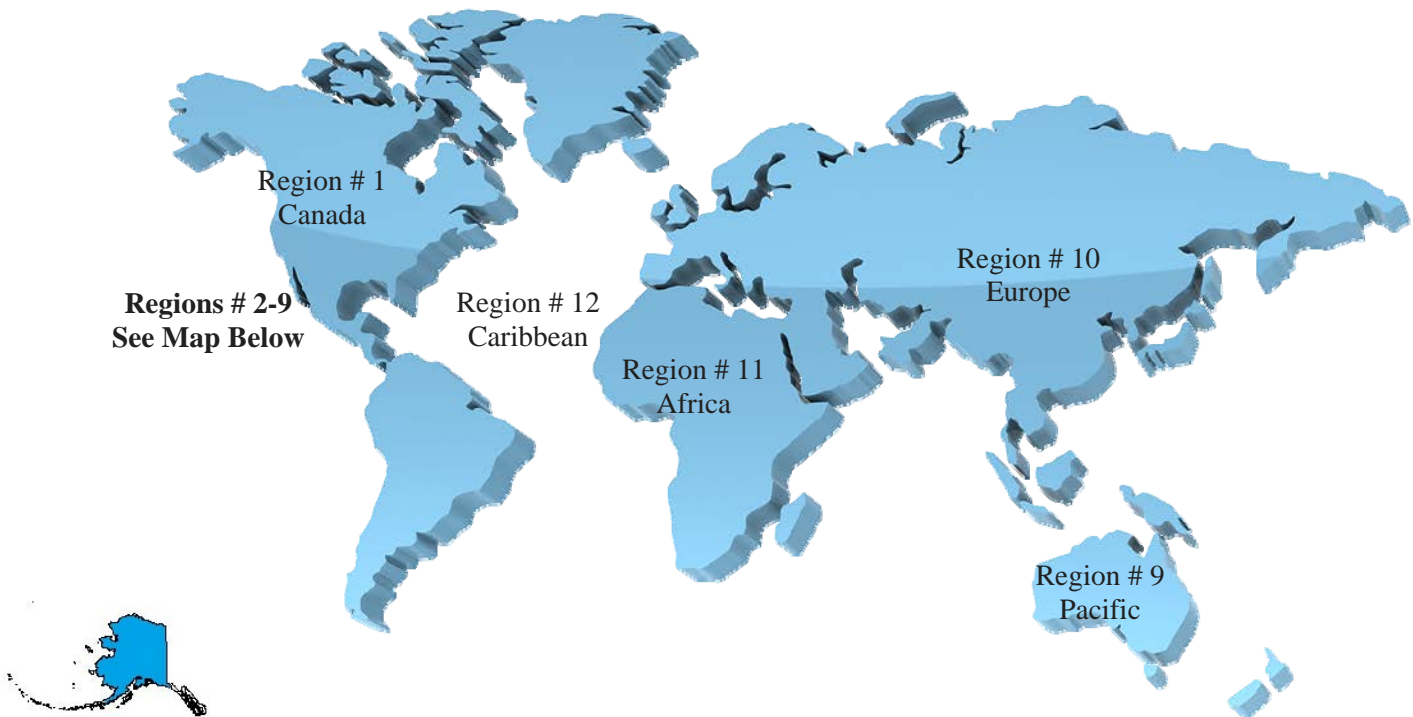 Region # 1
Canada
Regions # 2-9
See Map Below
Region # 12
Caribbean
Region # 10
Europe
Region # 11
Africa
Region # 9
Pacific